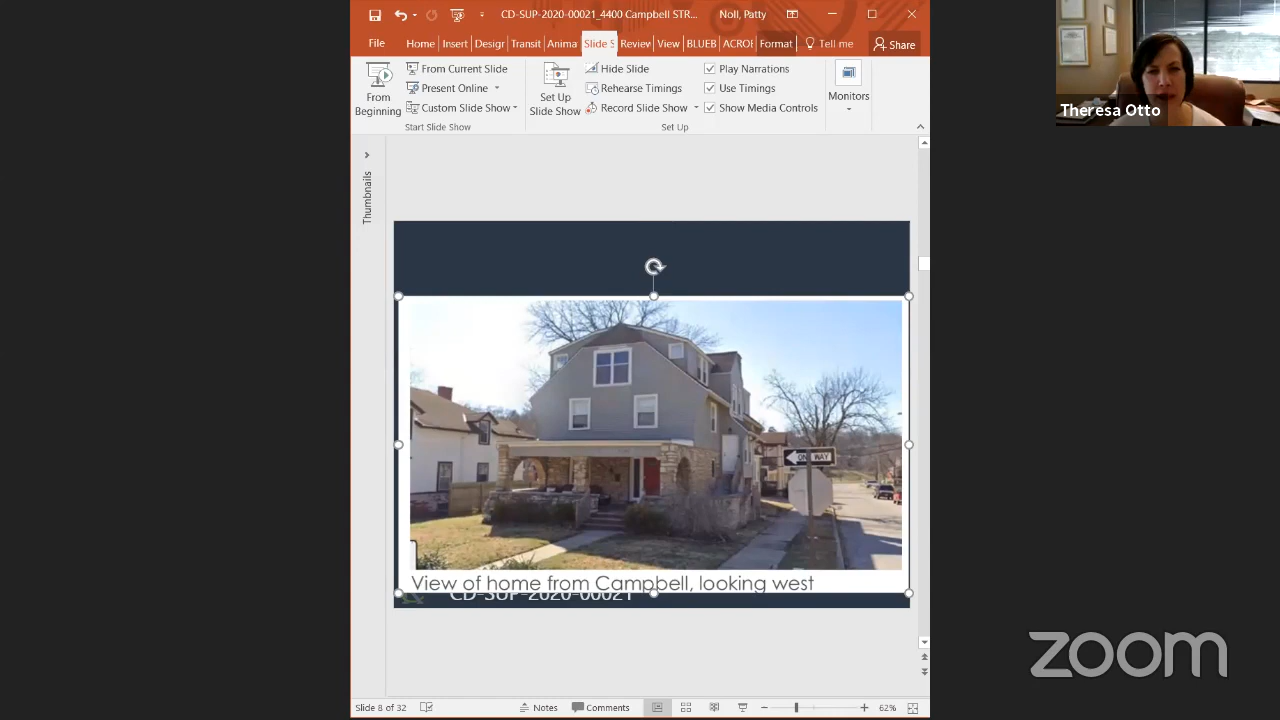 CD-SUP-2020-00021_4400 Campbell STR... Noll, Patty
File Home Insert Design Transit Anima Slide S Review View BLUEB ACROB Format Tell me Share
From Beginning
From Current Slide
Present Online
Custom Slide Show
Start Slide Show
Set Up Slide Show
Hide Slide
Rehearse Timings
Record Slide Show
Play Narrations
Use Timings
Show Media Controls
Set Up
Monitors
Thumbnails
ONE WAY
View of home from Campbell, looking west
CD-SUP-2020-00021
Slide 8 of 32 Notes Comments 62%
Theresa Otto
zoom